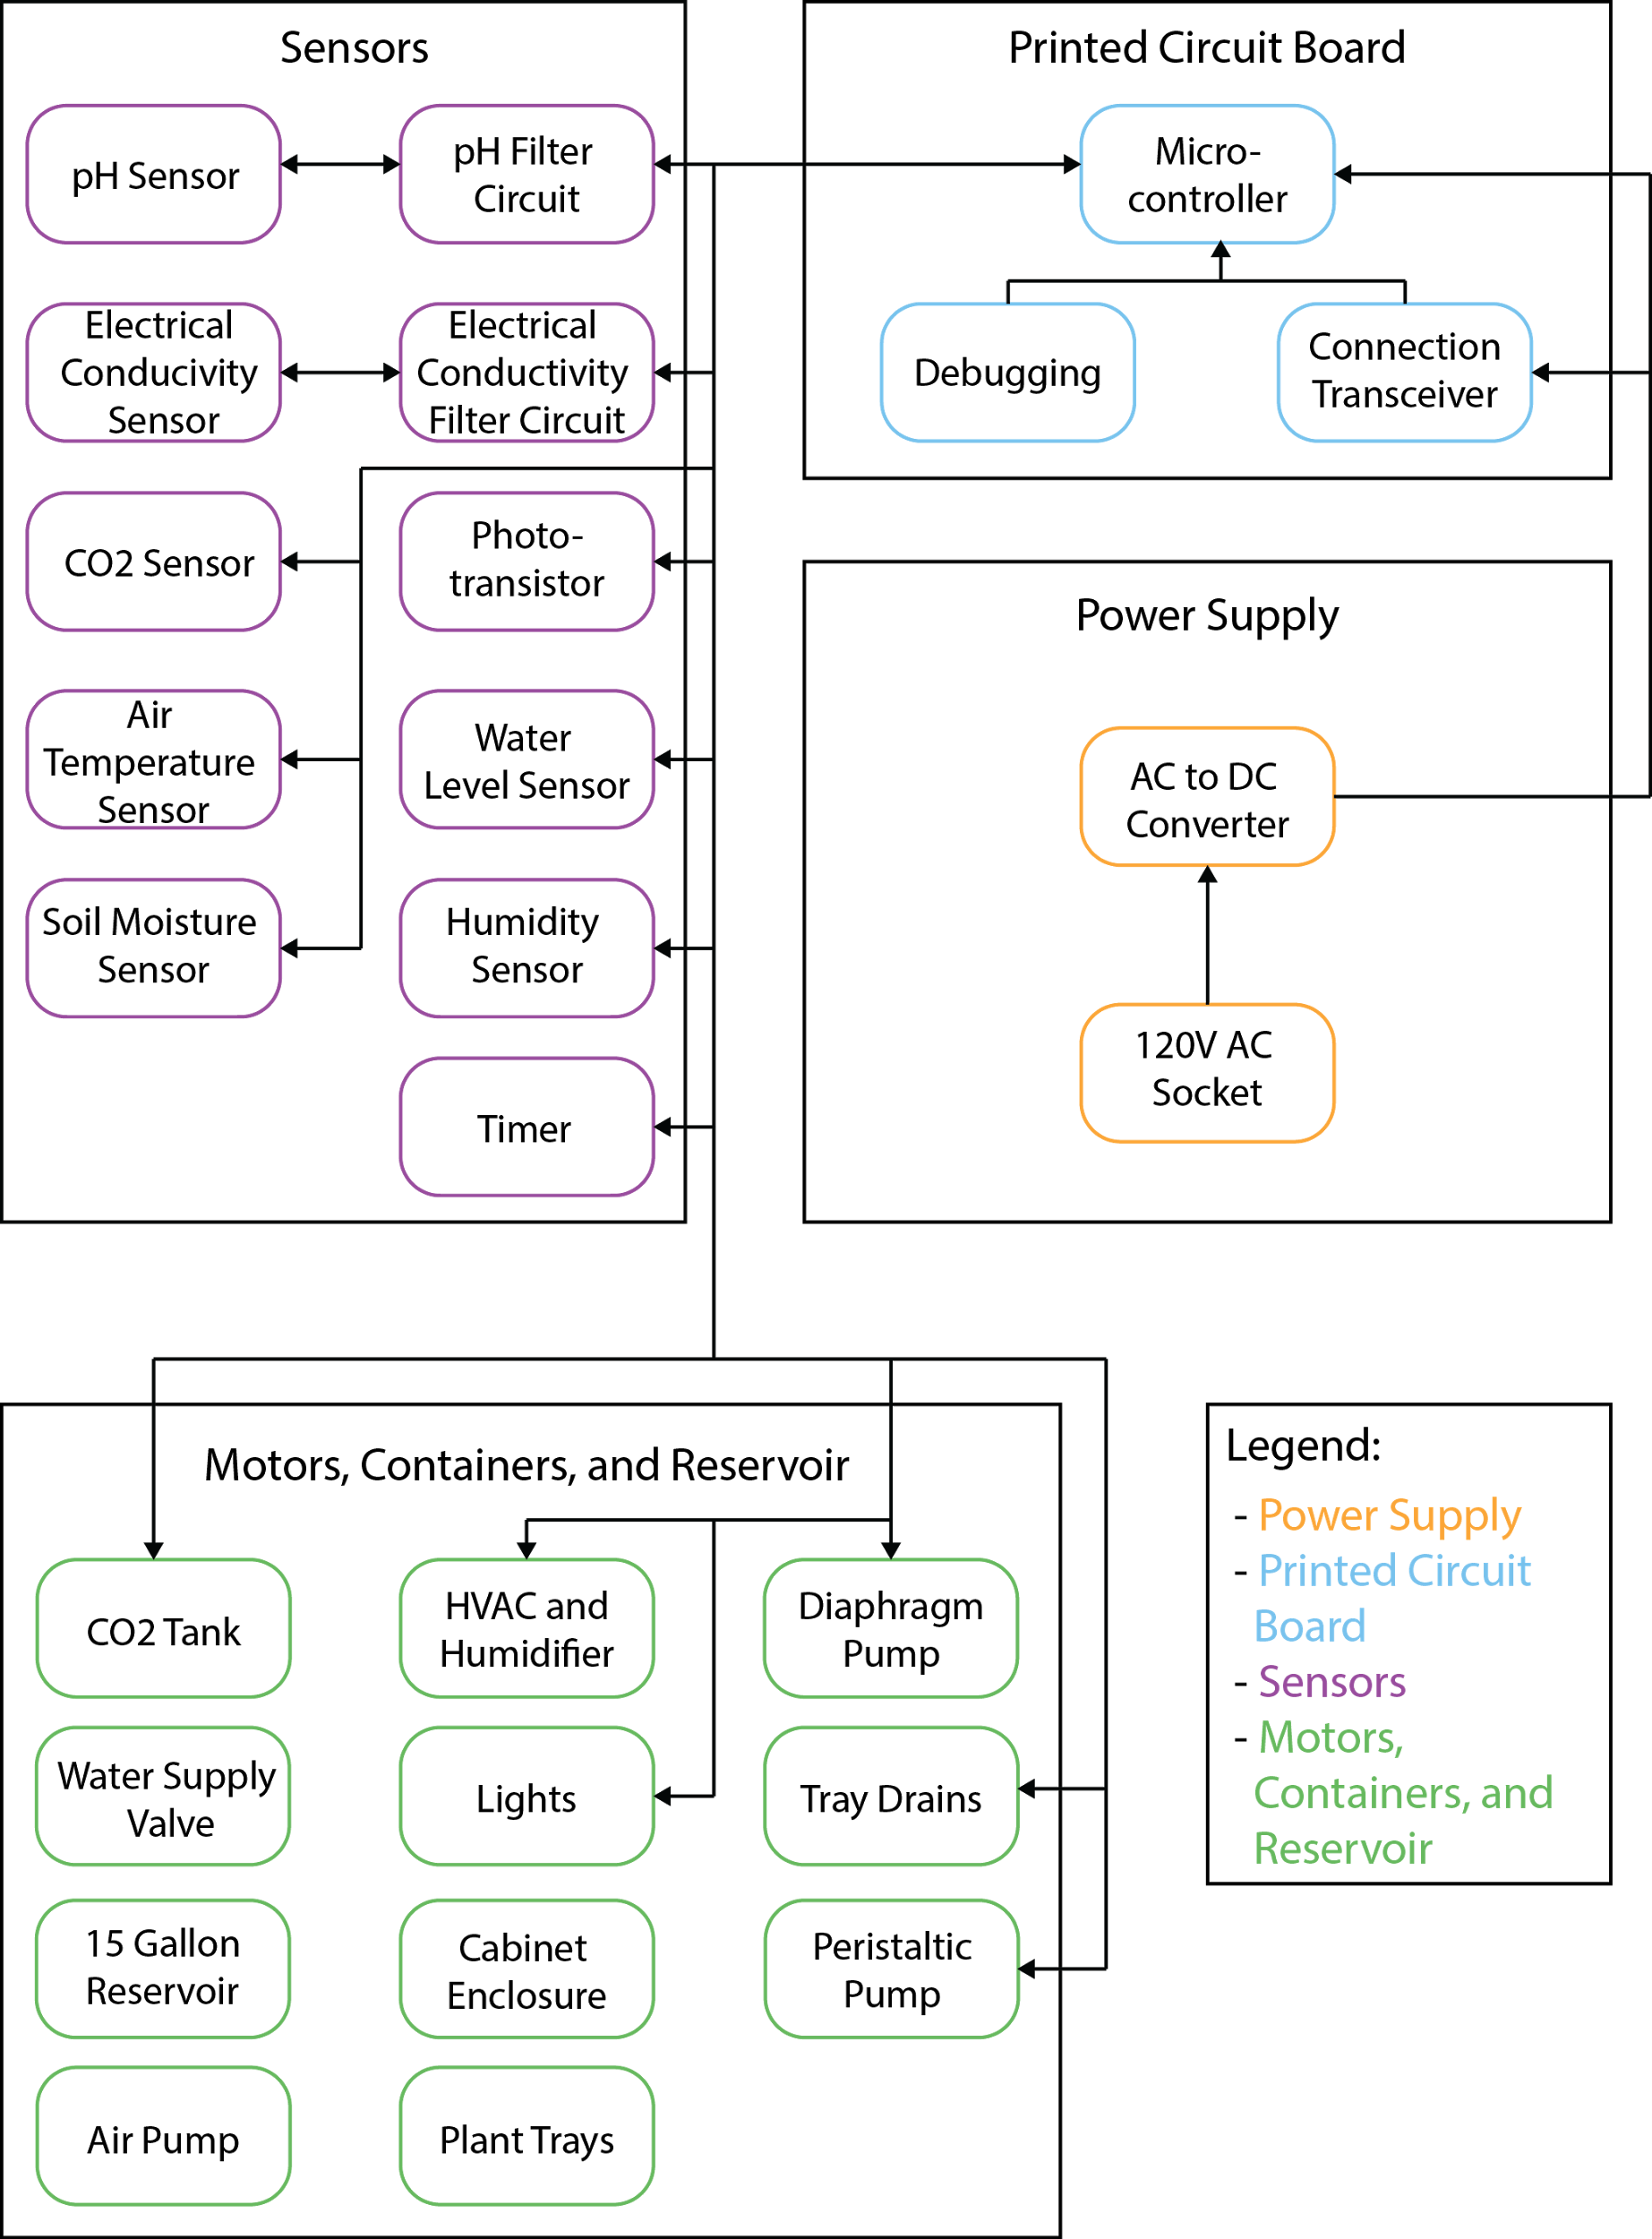 Sensors
pH Sensor
pH Filter
Circuit
Electrical
Conducivity
Sensor
Electrical
Conductivity
Filter Circuit
CO2 Sensor
Photo-
transistor
Air
Temperature
Sensor
Water
Level Sensor
Soil Moisture
Sensor
Humidity
Sensor
Timer
Printed Circuit Board
Micro-
controller
Debugging
Connection
Transceiver
Power Supply
AC to DC
Converter
120V AC
Socket
Motors, Containers, and Reservoir
CO2 Tank
HVAC and
Humidifier
Diaphragm
Pump
Water Supply
Valve
Lights
Tray Drains
15 Gallon
Reservoir
Cabinet
Enclosure
Peristaltic
Pump
Air Pump
Plant Trays
Legend:
- Power Supply
- Printed Circuit
Board
- Sensors
- Motors,
Containers, and
Reservoir